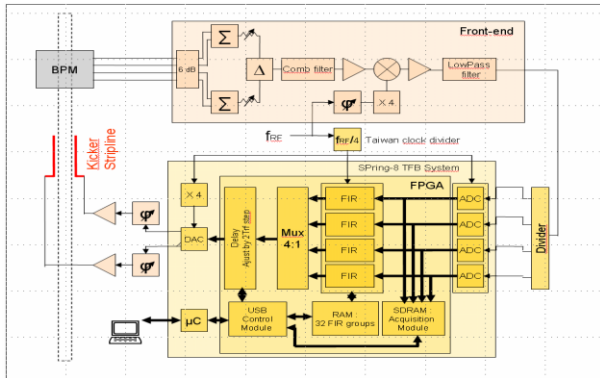 Front-end
BPM
6 dB
Σ
Σ
Δ
Comb filter
LowPass
filter
φ
X 4
fRF
fRF/4
Taiwan clock divider
Kicker
Stripline
SPring-8 TFB System
FPGA
X 4
DAC
Delay
Ajust by 2Trf step
Mux
4:1
FIR
FIR
FIR
FIR
ADC
ADC
ADC
ADC
Divider
φ
φ
µC
USB
Control
Module
RAM :
32 FIR groups
SDRAM :
Acquisition
Module